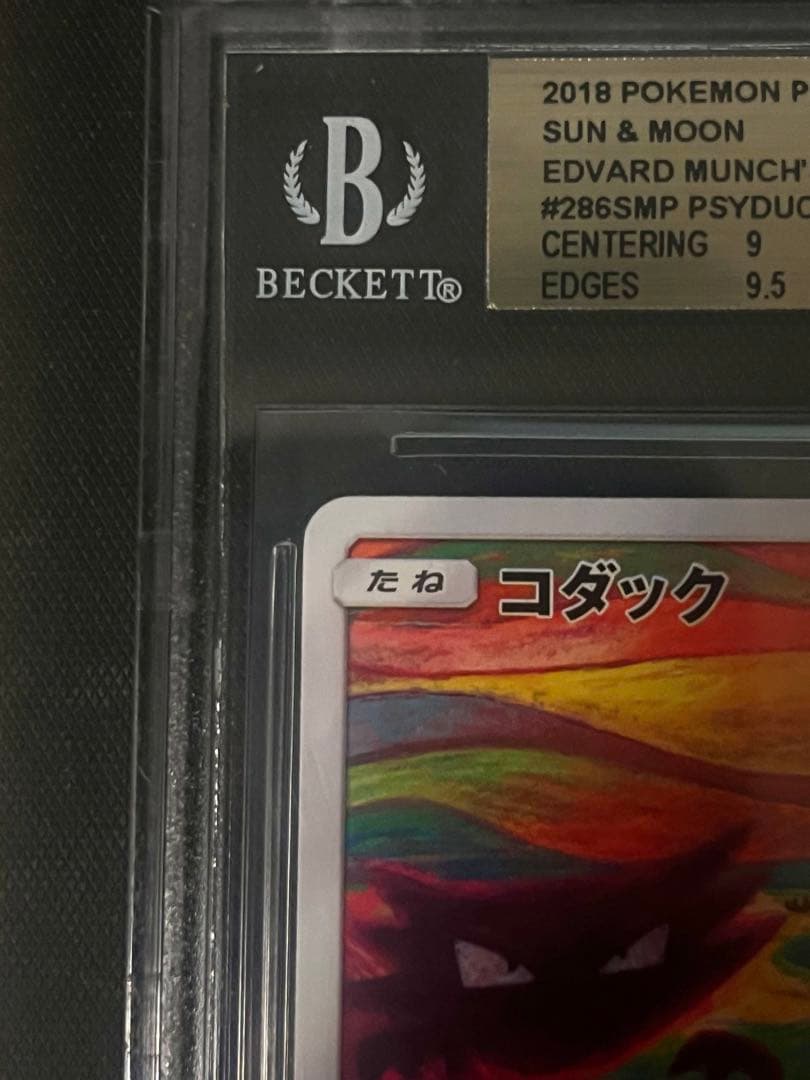 B
BECKETT®
2018 POKEMON P
SUN & MOON
EDVARD MUNCH'
#286SMP PSYDUC
CENTERING 9
EDGES 9.5
たね
コダック